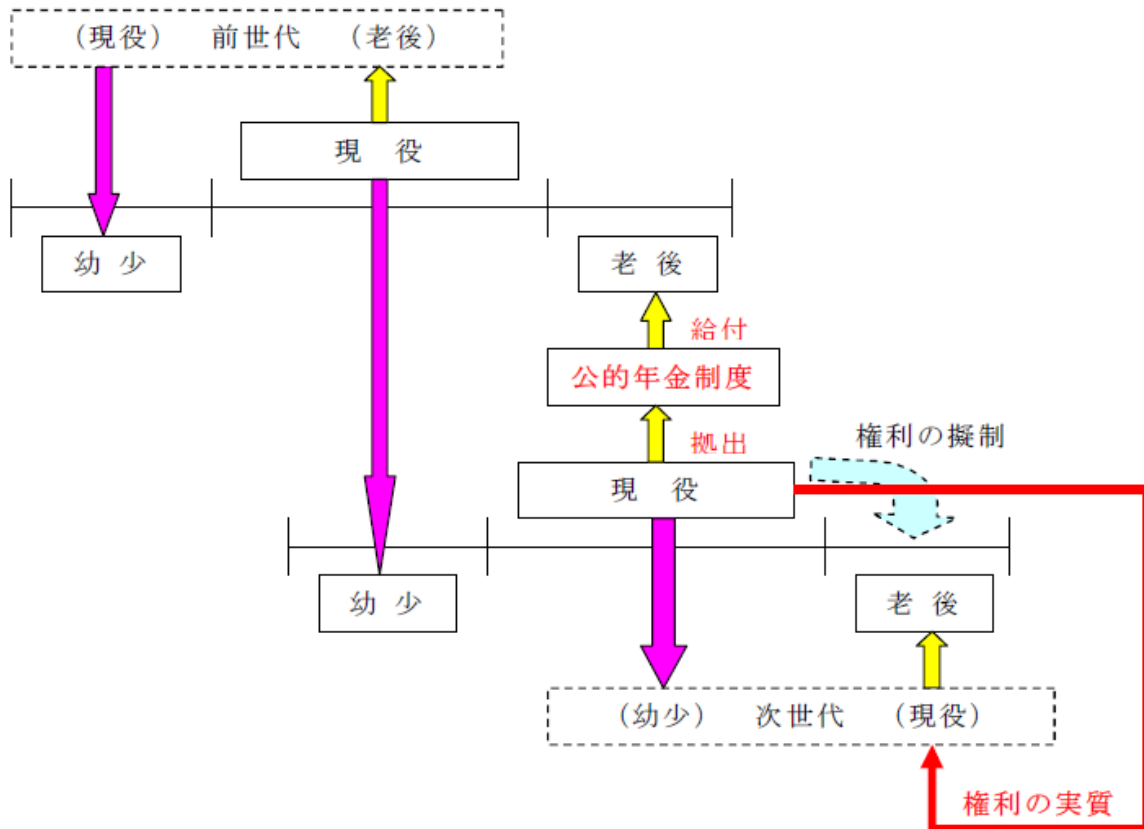 （現役）　前世代　（老後）
現　役
幼 少
老 後
給付
公的年金制度
拠出
権利の擬制
現　役
幼 少
老 後
（幼少）　次世代　（現役）
権利の実質